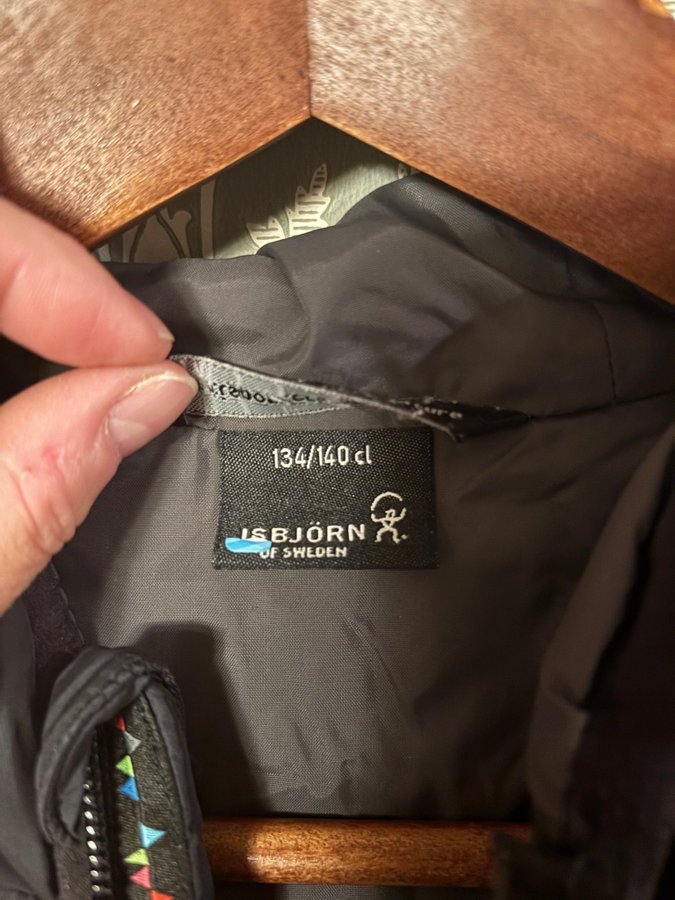 134/140 cl
ISBJÖRN
OF SWEDEN